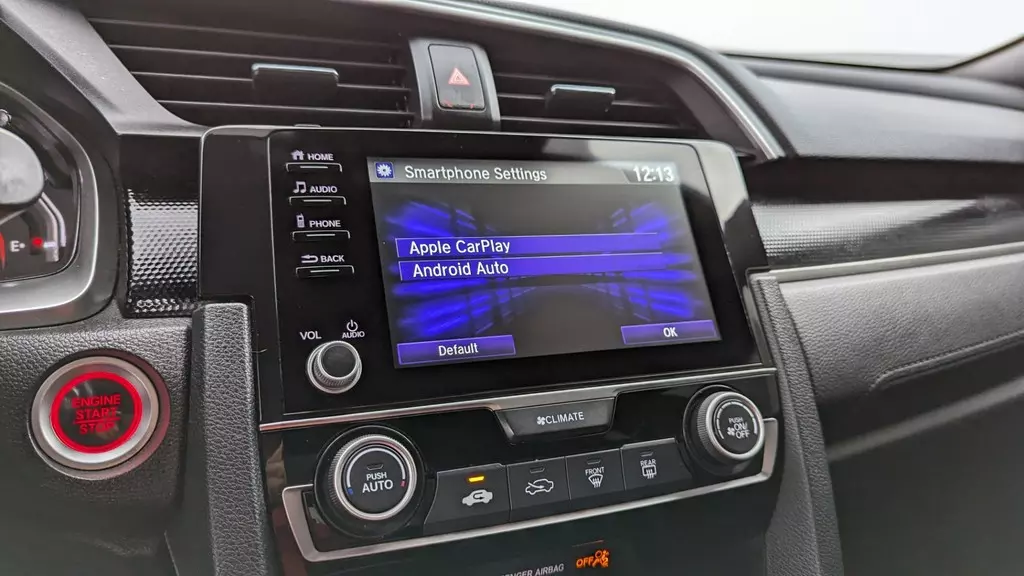 HOME
Smartphone Settings
12:13
AUDIO
PHONE
BACK
Apple CarPlay
Android Auto
Default
OK
VOL
AUDIO
E
ENGINE
START
STOP
CLIMATE
PUSH
AUTO
FRONT
REAR
PUSH
ON/
OFF
AIRBAG
OFF